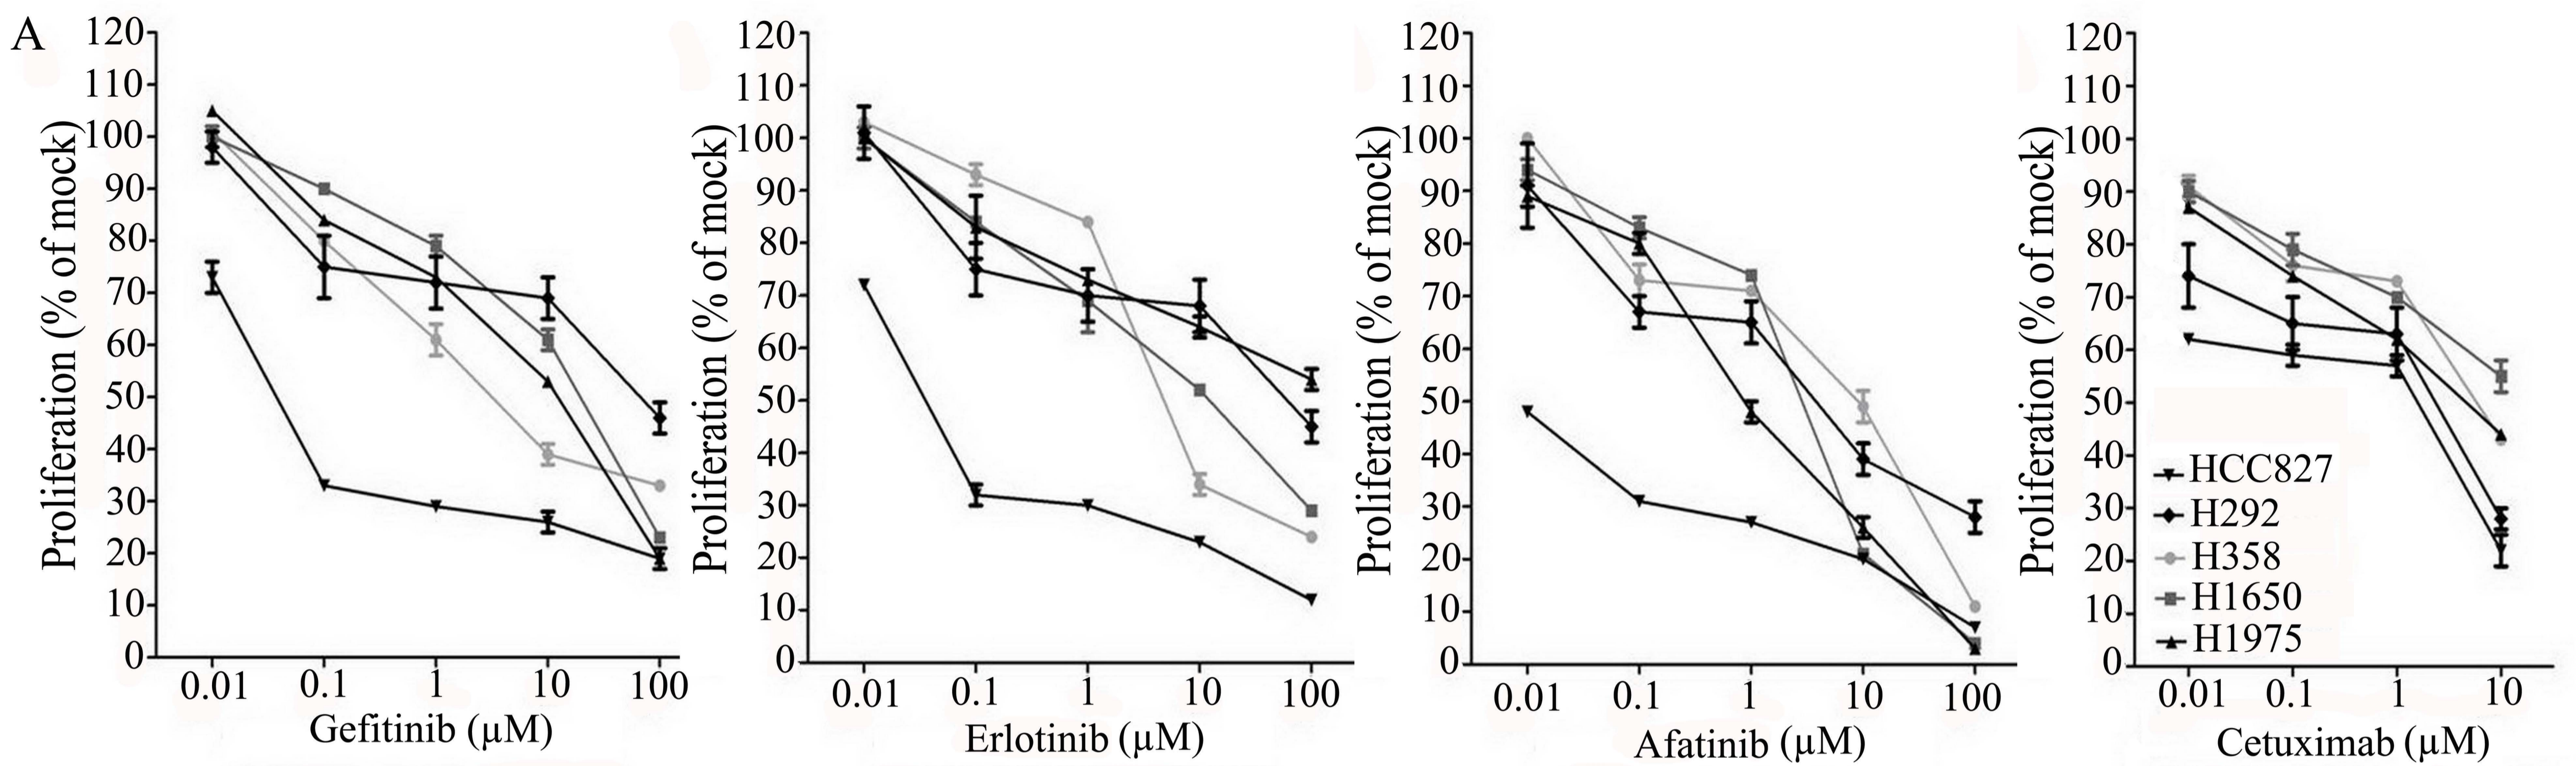 A
Proliferation (% of mock)
120
110
100
90
80
70
60
50
40
30
20
10
0
0.01 0.1 1 10 100
Gefitinib (µM)
Proliferation (% of mock)
120
110
100
90
80
70
60
50
40
30
20
10
0
0.01 0.1 1 10 100
Erlotinib (µM)
Proliferation (% of mock)
120
110
100
90
80
70
60
50
40
30
20
10
0
0.01 0.1 1 10 100
Afatinib (µM)
Proliferation (% of mock)
120
110
100
90
80
70
60
50
40
30
20
10
0
HCC827
H292
H358
H1650
H1975
0.01 0.1 1 10
Cetuximab (µM)